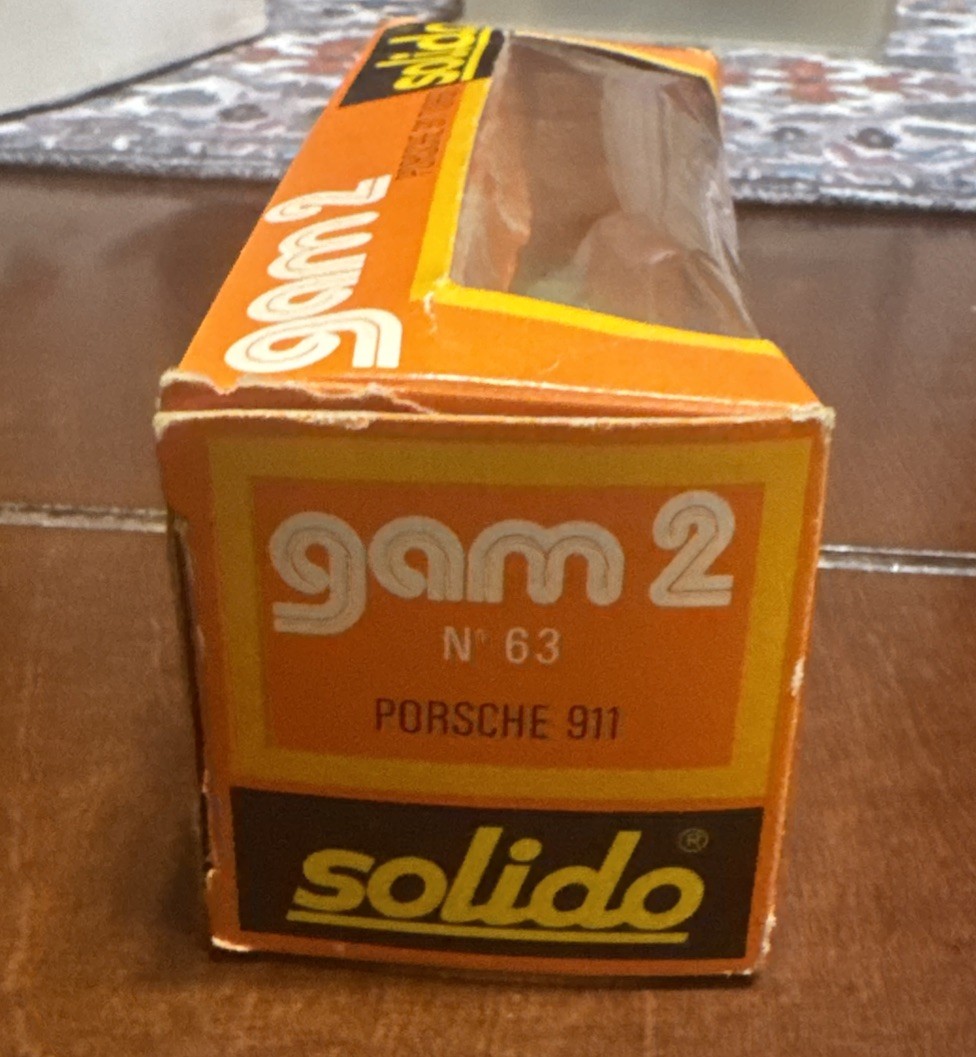 solido
gam 2
gam 2
N° 63
PORSCHE 911
solido®